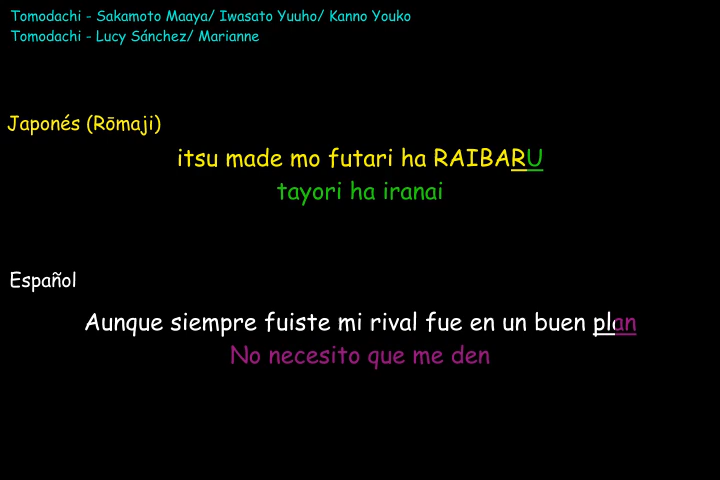 Tomodachi - Sakamoto Maaya/ Iwasato Yuuho/ Kanno Youko
Tomodachi - Lucy Sánchez/ Marianne
Japonés (Rōmaji)
itsu made mo futari ha RAIBARU
tayori ha iranai
Español
Aunque siempre fuiste mi rival fue en un buen plan
No necesito que me den